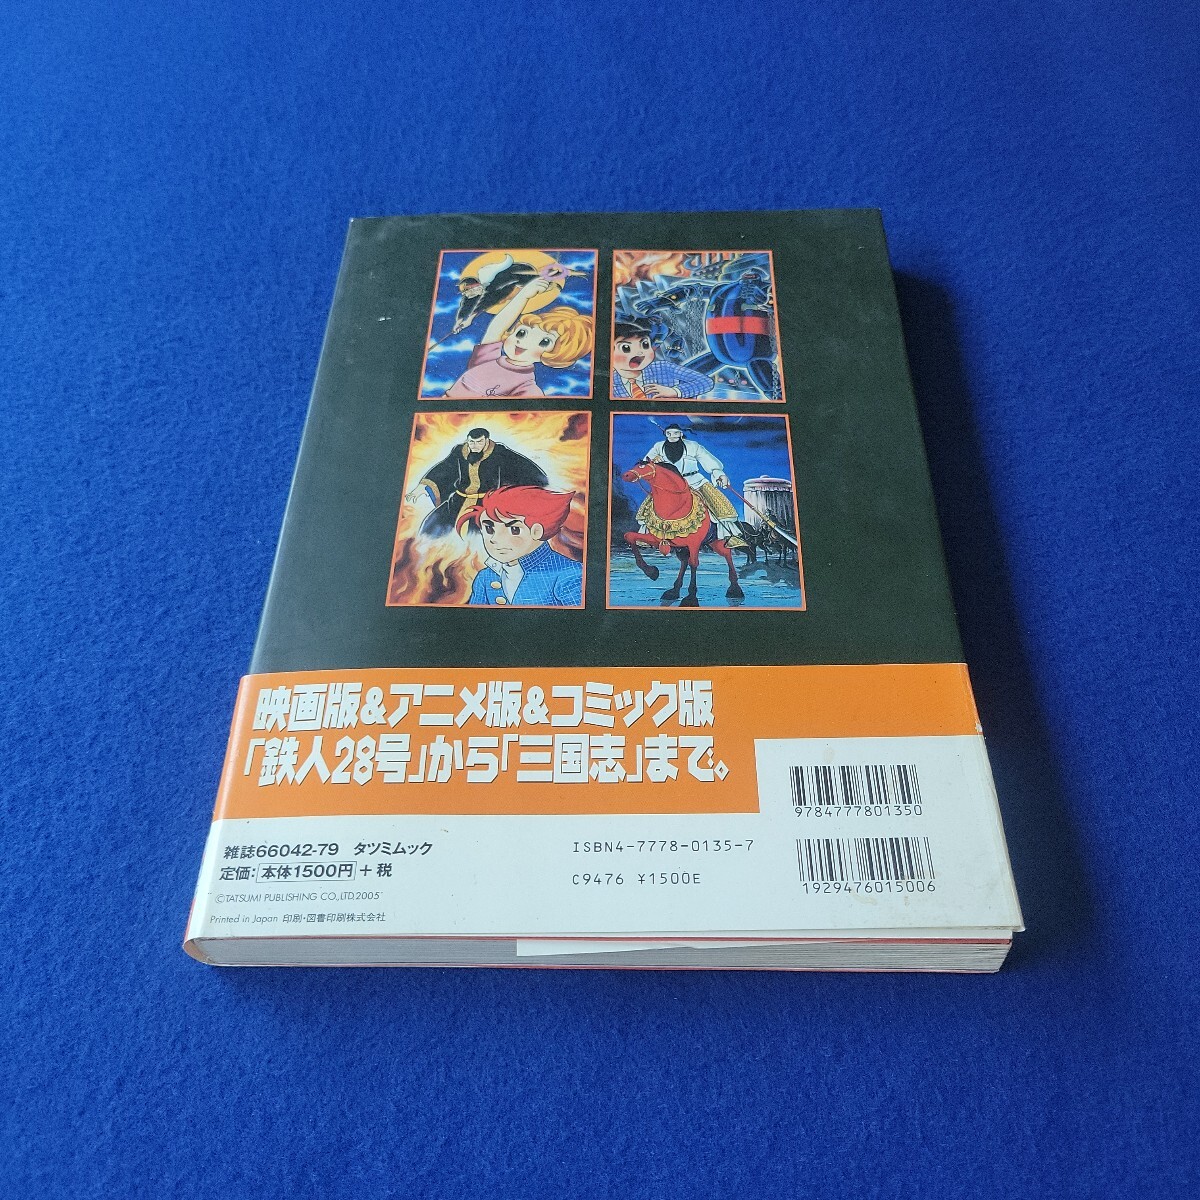 映画版&アニメ版&コミック版
「鉄人28号」から「三国志」まで。
9784777801350
雑誌66042-79 タツミムック
定価:本体1500円+税
©TATSUMI PUBLISHING CO.,LTD.2005
Printed in Japan 印刷・図書印刷株式会社
ISBN4-7778-0135-7
C9476 ¥1500E
1929476015006